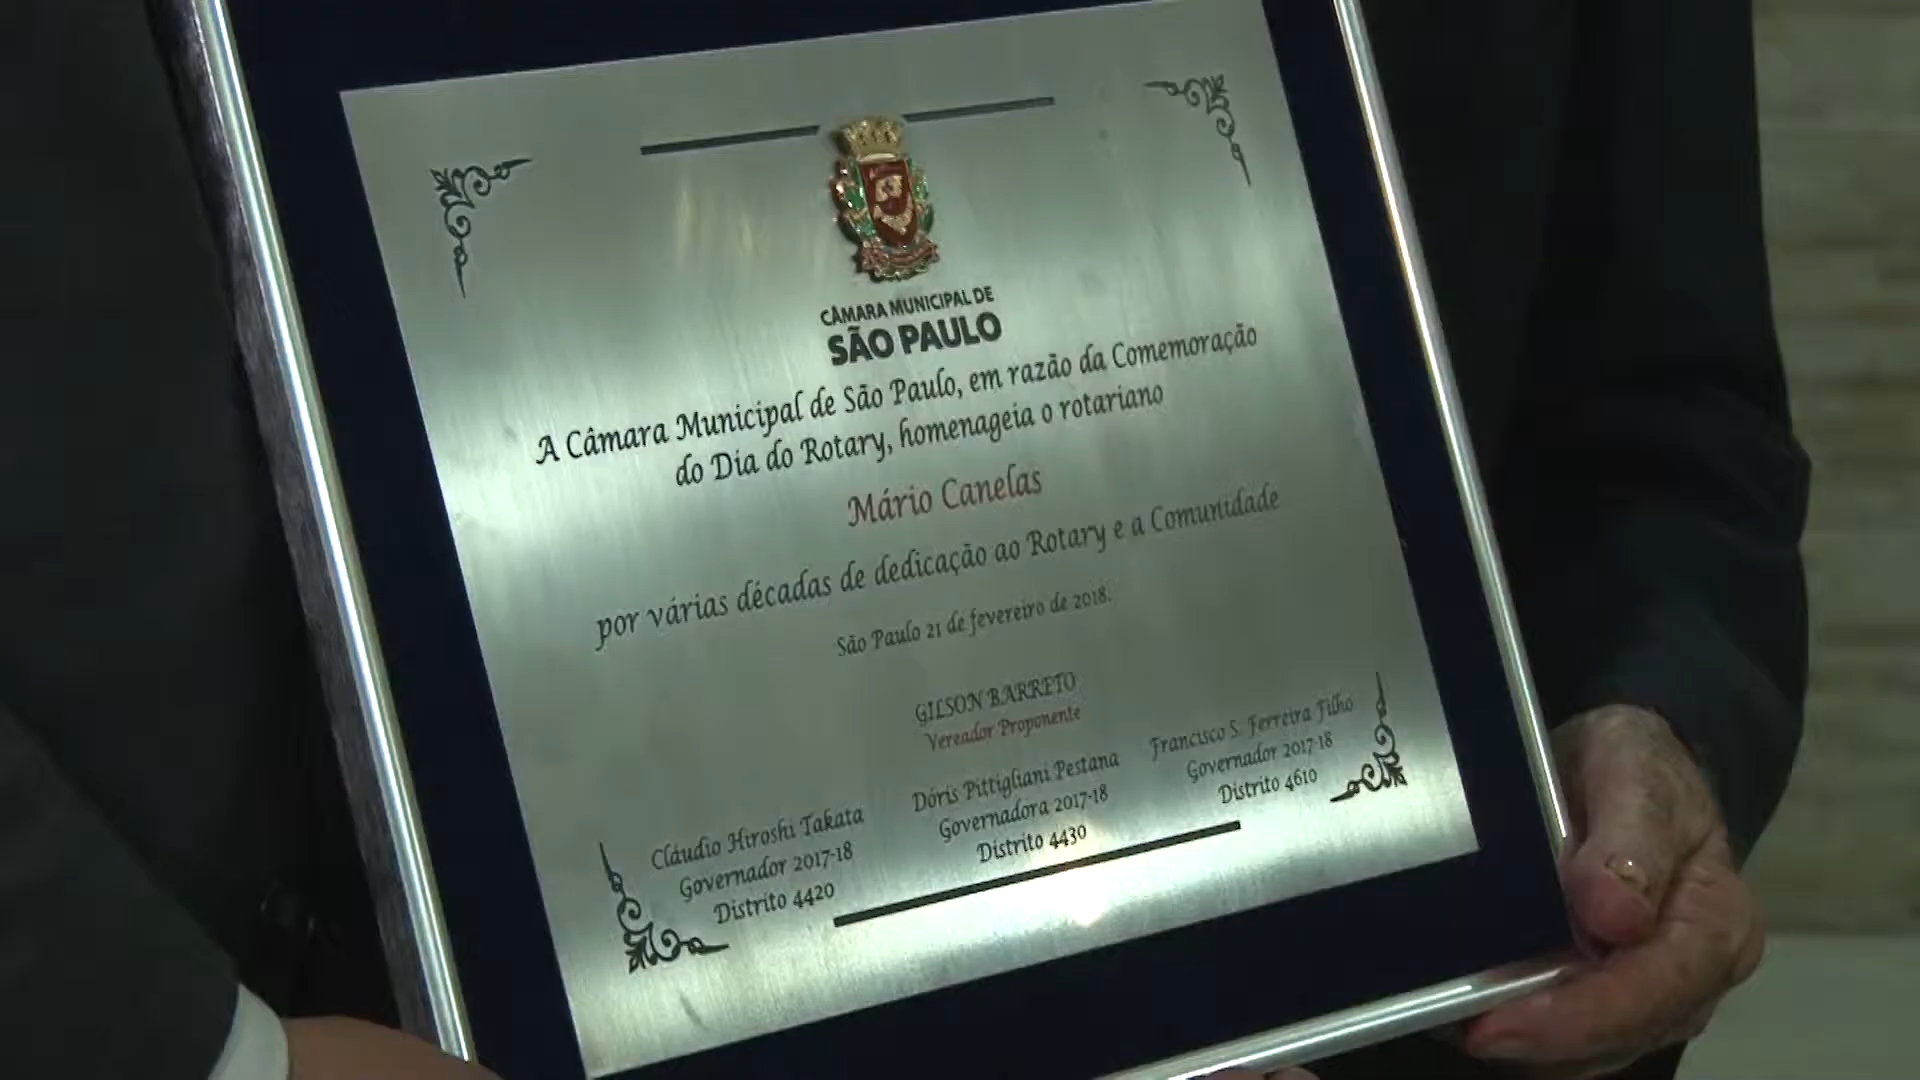 CÂMARA MUNICIPAL DE
SÃO PAULO
A Câmara Municipal de São Paulo, em razão da Comemoração
do Dia do Rotary, homenageia o rotariano
Mário Canelas
por várias décadas de dedicação ao Rotary e a Comunidade
São Paulo 21 de fevereiro de 2018.
GILSON BARRETO
Vereador Proponente
Cláudio Hiroshi Takata
Governador 2017-18
Distrito 4420
Dóris Pittigliani Pestana
Governadora 2017-18
Distrito 4430
Francisco S. Ferreira Filho
Governador 2017-18
Distrito 4610